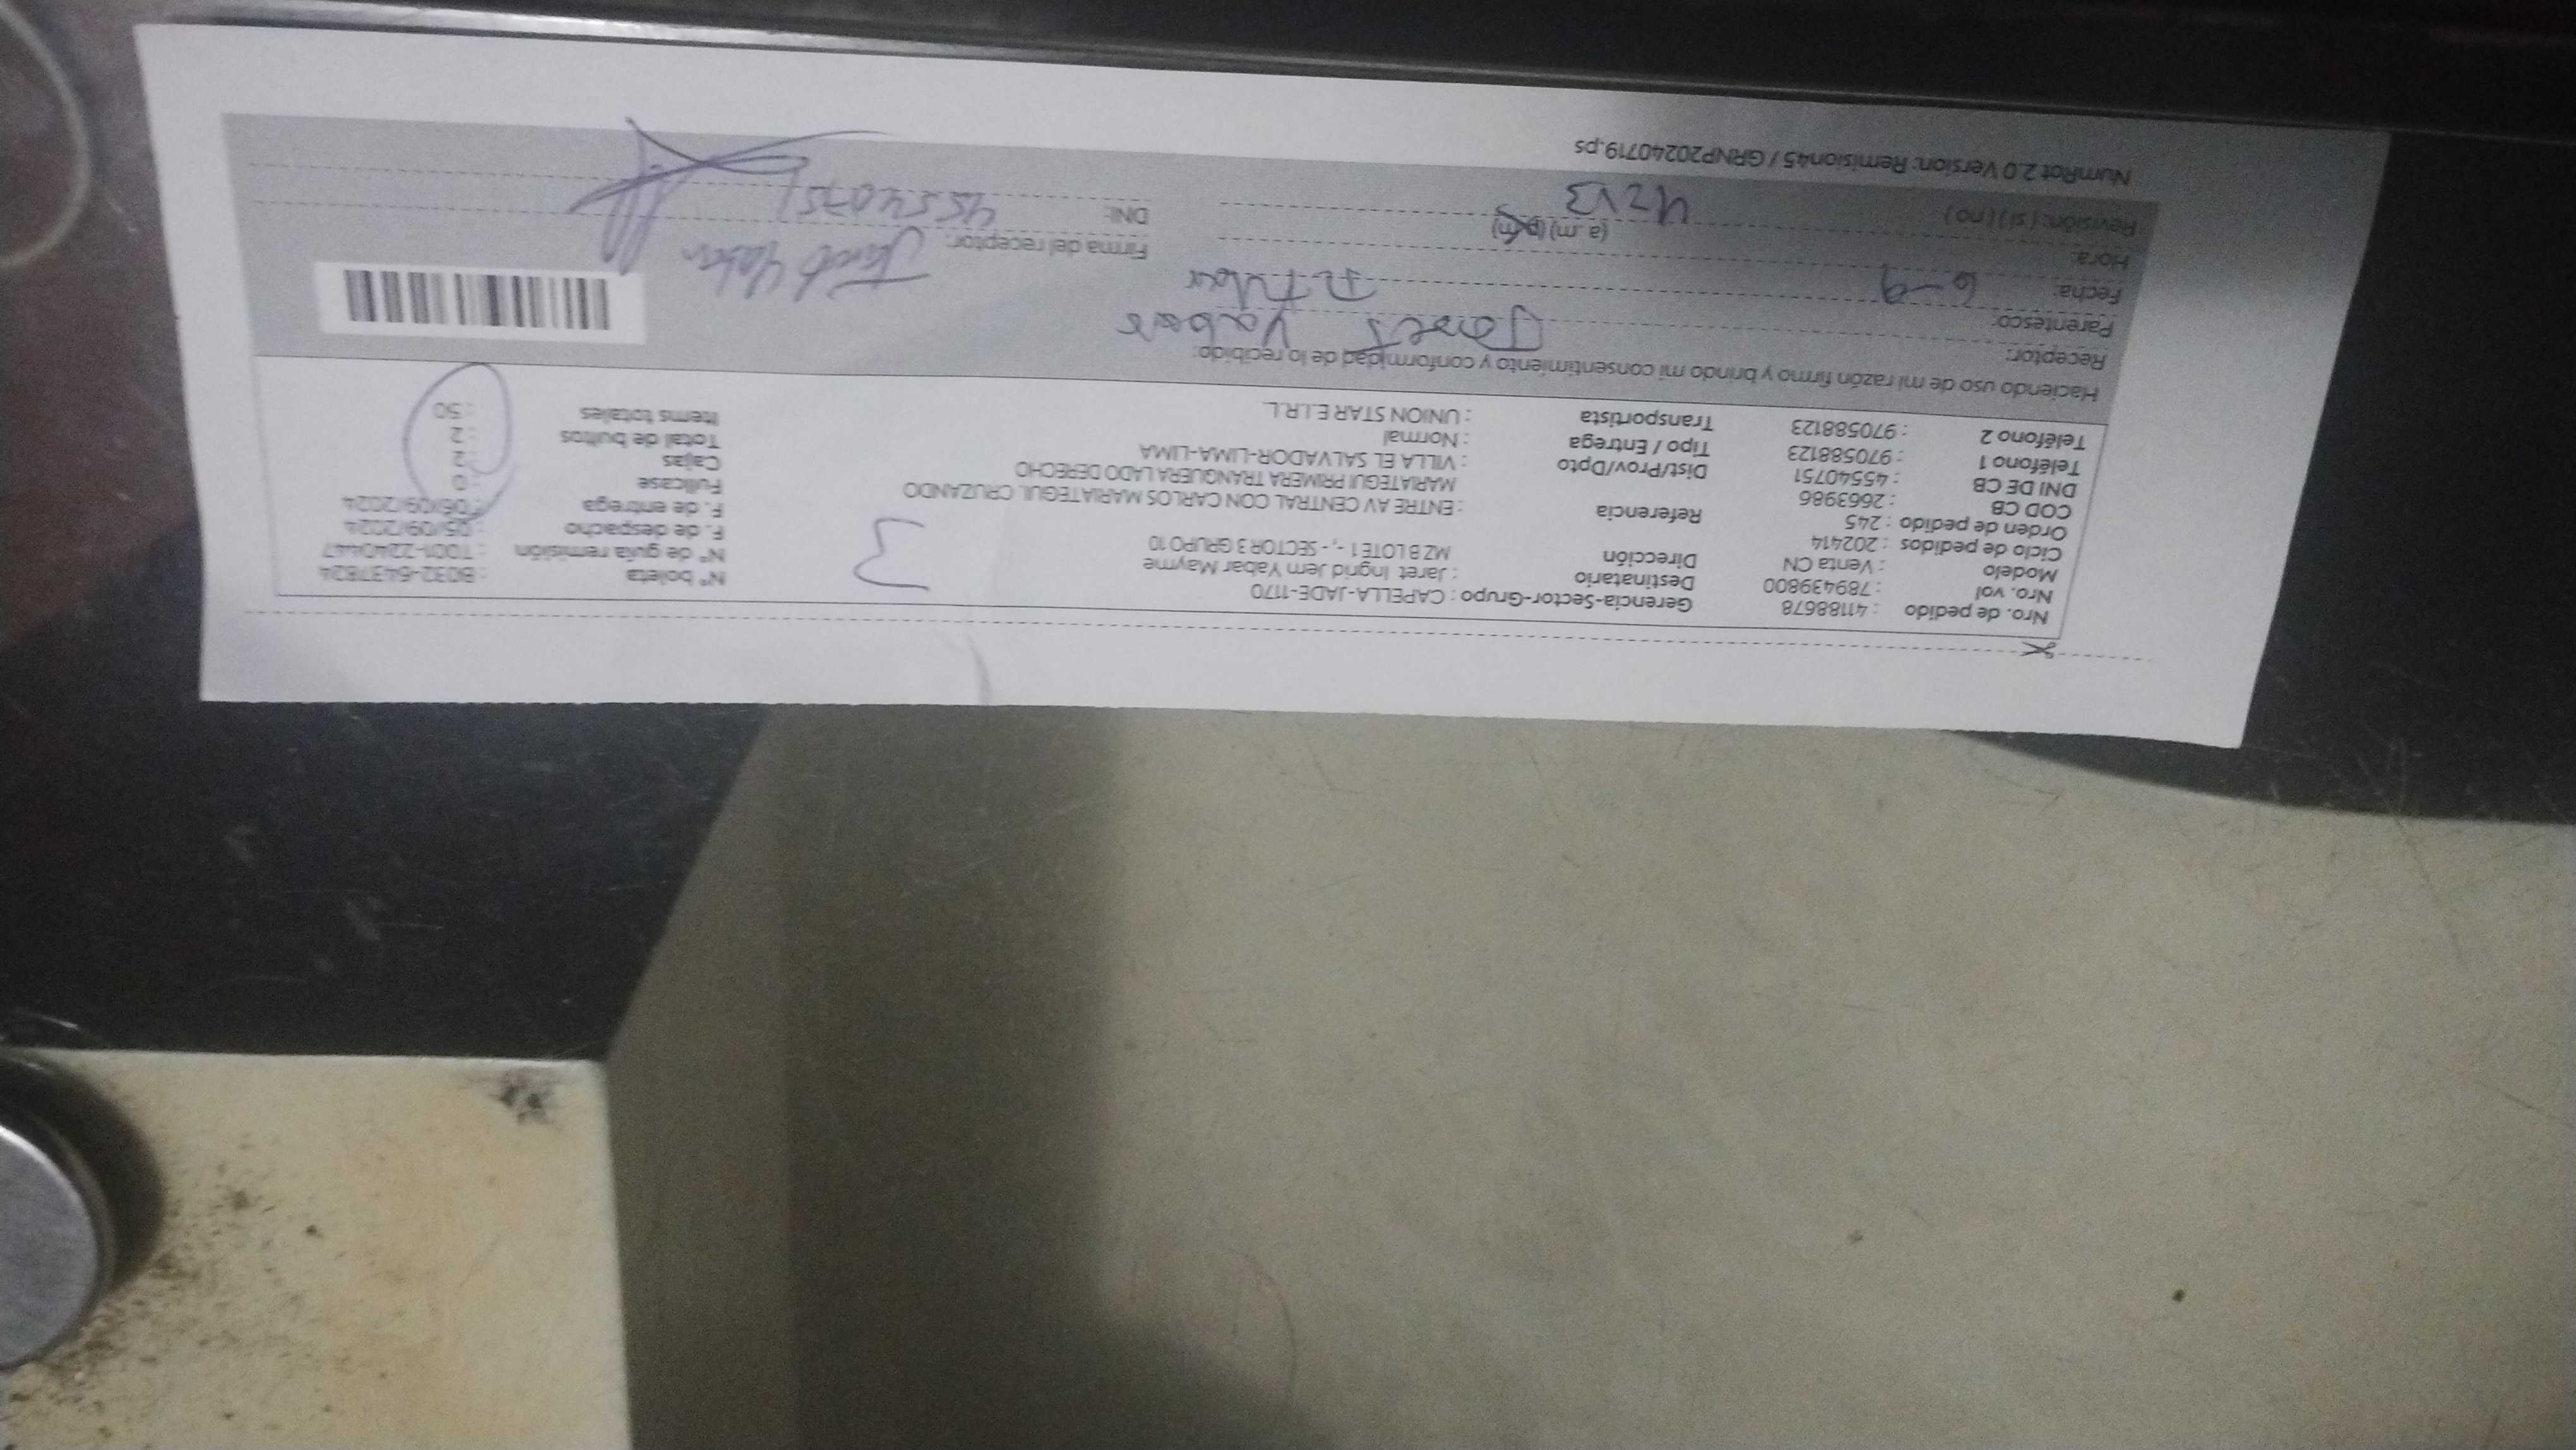 Nro. de pedido : 41188678 Gerencia-Sector-Grupo : CAPELLA-JADE-1170 N° boleta : B032-6437824
Nro. vol : 789439800 Destinatario : Jaret Ingrid Jem Yabar Mayme N° de guía remisión : T001-2240447
Modelo : Venta CN Dirección MZ B LOTE 1 -, - SECTOR 3 GRUPO 10 F. de despacho : 05/09/2024
Ciclo de pedidos : 202414 F. de entrega : 06/09/2024
Orden de pedido : 245 Referencia : ENTRE AV CENTRAL CON CARLOS MARIATEGUI, CRUZANDO Fullcase : 0
COD CB : 2663986 MARIATEGUI PRIMERA TRANGUERA LADO DERECHO Cajas : 2
DNI DE CB : 45540751 Dist/Prov/Dpto : VILLA EL SALVADOR-LIMA-LIMA Total de bultos : 2
Teléfono 1 : 970588123 Tipo / Entrega : Normal Items totales : 50
Teléfono 2 : 970588123 Transportista : UNION STAR E.I.R.L.
3
Haciendo uso de mi razón firmo y brindo mi consentimiento y conformidad de lo recibido:
Receptor: Jaret Yabar
Parentesco: Titular
Fecha: 6-9 Firma del receptor: Jaret Yabar
Hora: (a .m) (p.m) DNI: 45540751
Revisión: ( si ) ( no )
NumRot 2.0 Version: Remision45 / GRNP20240719.ps